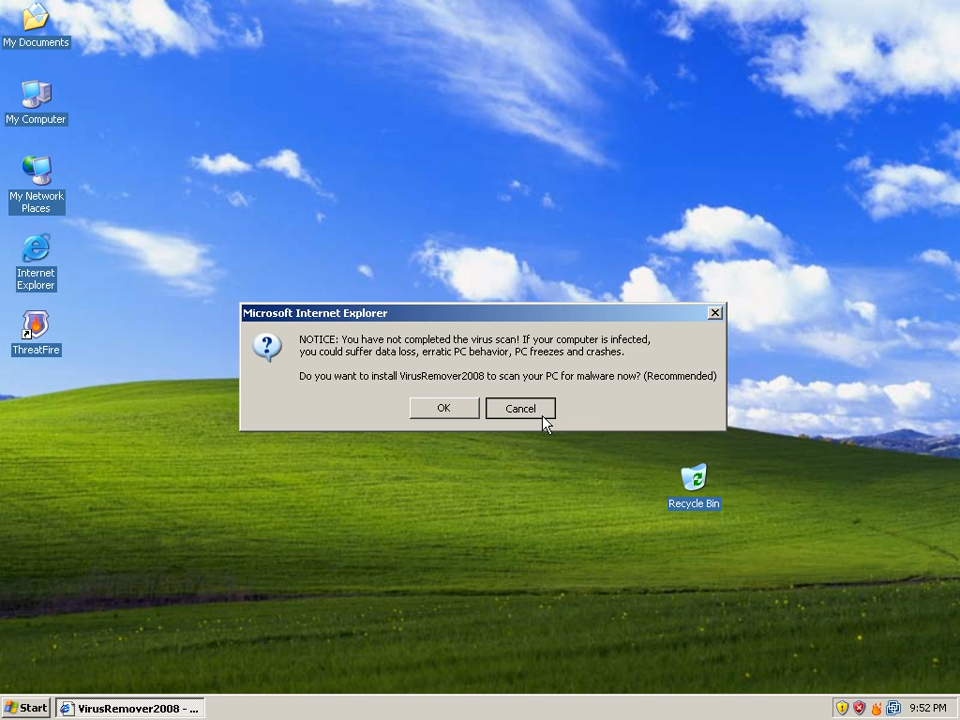 My Documents
My Computer
My Network
Places
Internet
Explorer
ThreatFire
Microsoft Internet Explorer
NOTICE: You have not completed the virus scan! If your computer is infected,
you could suffer data loss, erratic PC behavior, PC freezes and crashes.
Do you want to install VirusRemover2008 to scan your PC for malware now? (Recommended)
OK
Cancel
Recycle Bin
Start
VirusRemover2008 - ...
9:52 PM